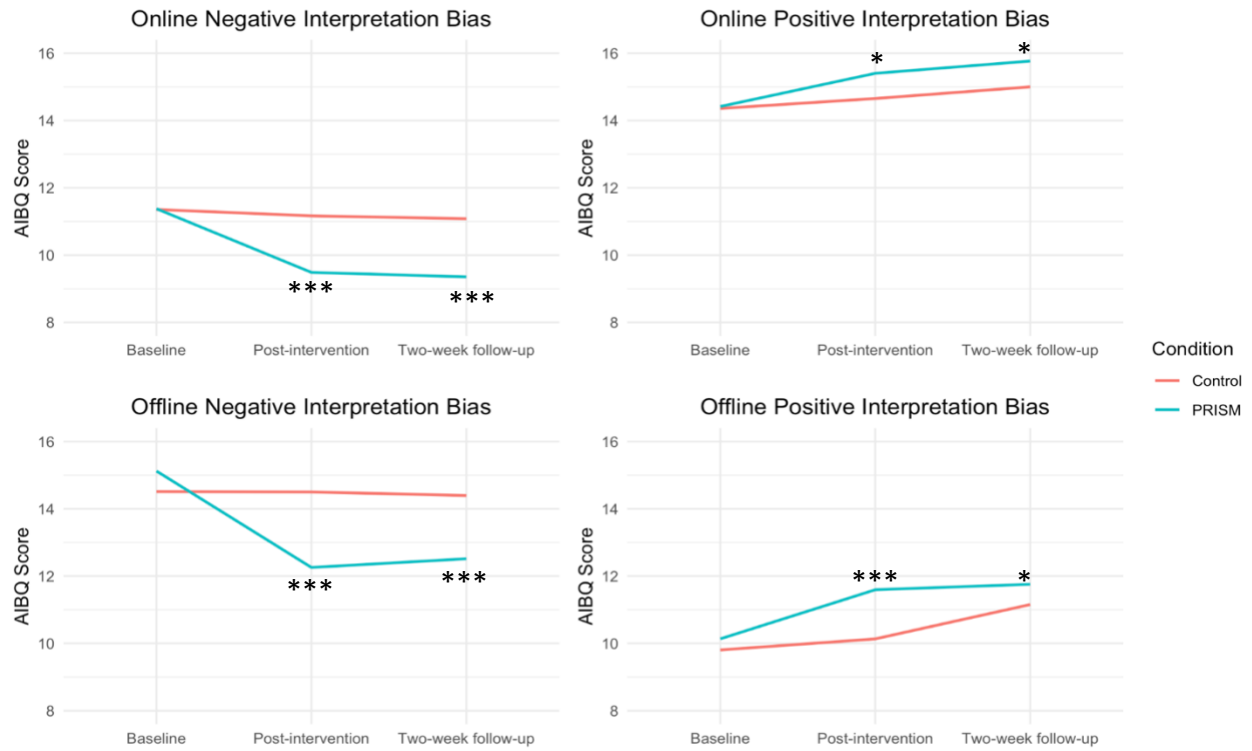 Online Negative Interpretation Bias
16
14
12
10
8
AIBQ Score
***
***
Baseline Post-intervention Two-week follow-up
Online Positive Interpretation Bias
16
14
12
10
8
AIBQ Score
*
*
Baseline Post-intervention Two-week follow-up
Offline Negative Interpretation Bias
16
14
12
10
8
AIBQ Score
***
***
Baseline Post-intervention Two-week follow-up
Offline Positive Interpretation Bias
16
14
12
10
8
AIBQ Score
***
*
Baseline Post-intervention Two-week follow-up
Condition
Control
PRISM